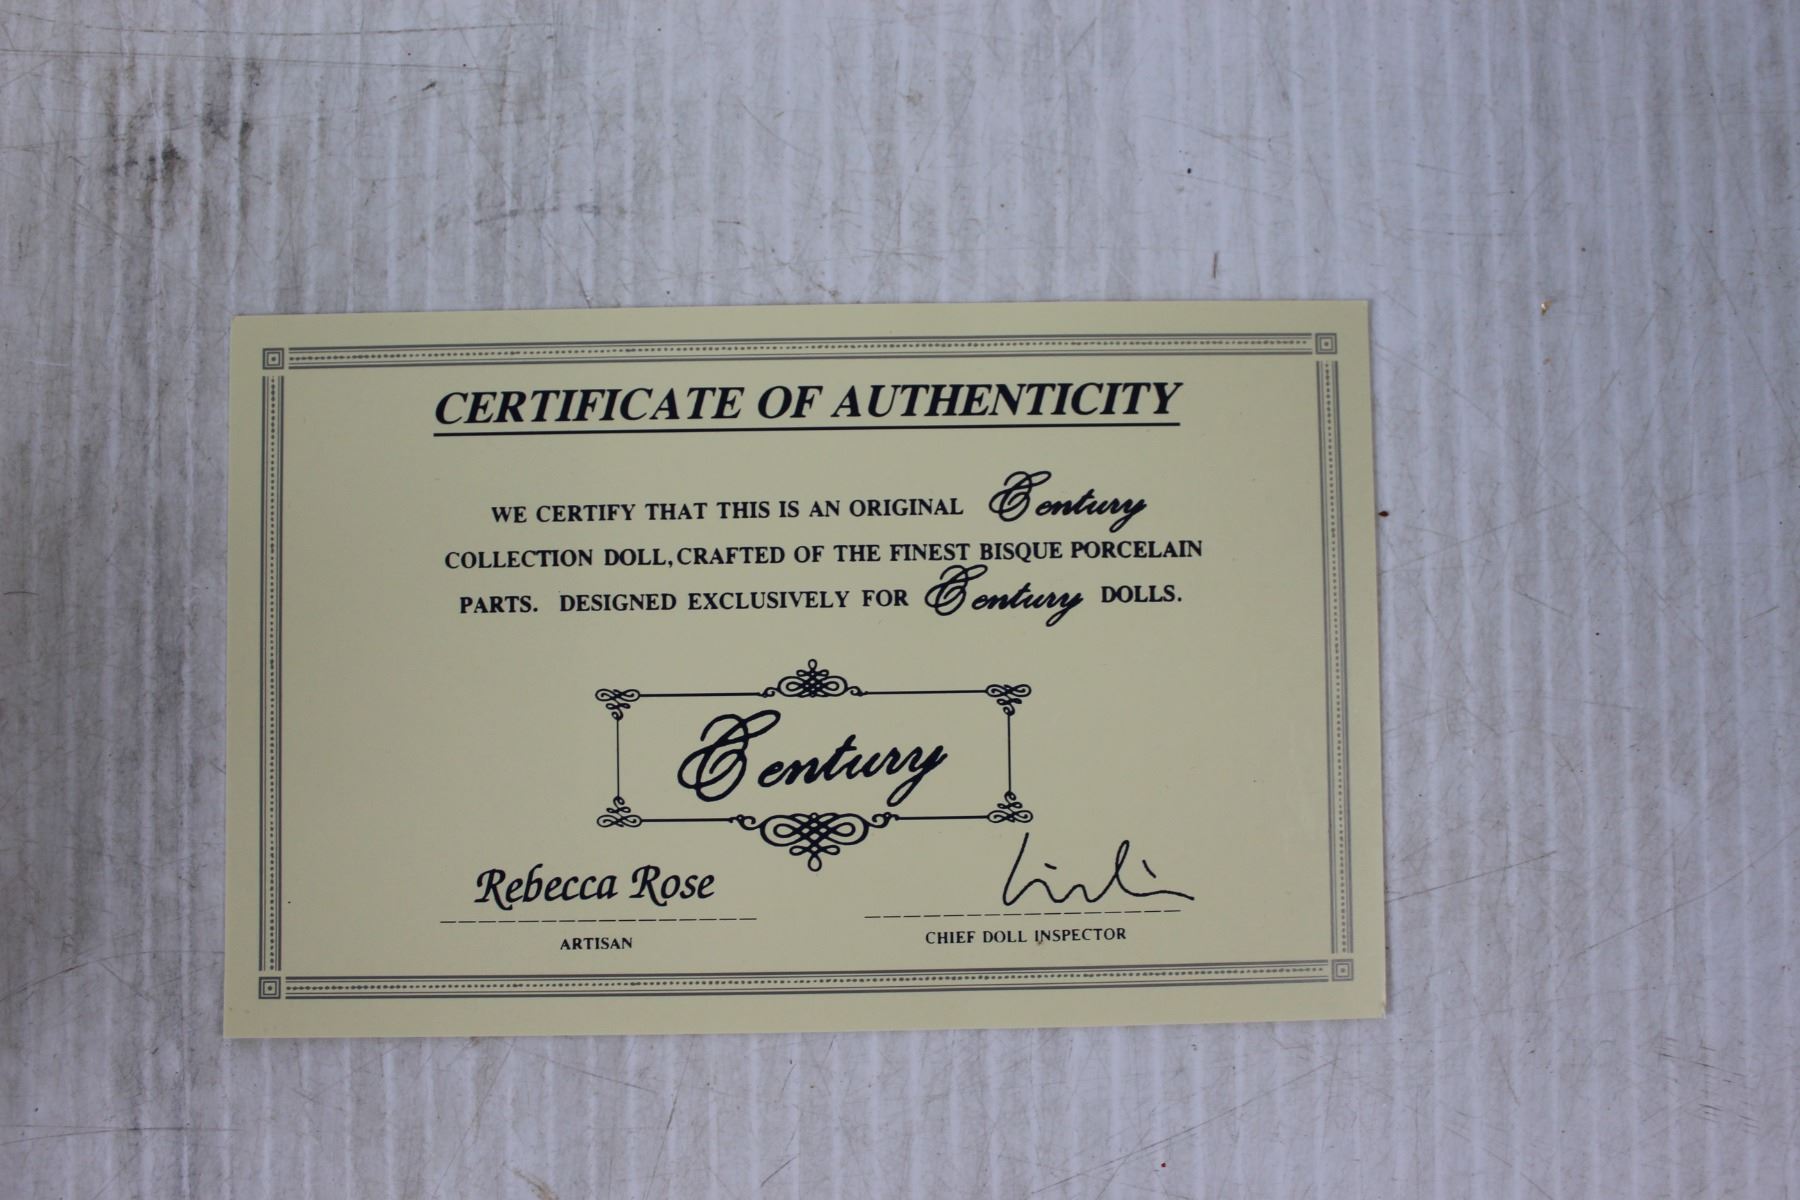 CERTIFICATE OF AUTHENTICITY
WE CERTIFY THAT THIS IS AN ORIGINAL Century
COLLECTION DOLL, CRAFTED OF THE FINEST BISQUE PORCELAIN
PARTS. DESIGNED EXCLUSIVELY FOR Century DOLLS.
Century
Rebecca Rose
ARTISAN
CHIEF DOLL INSPECTOR